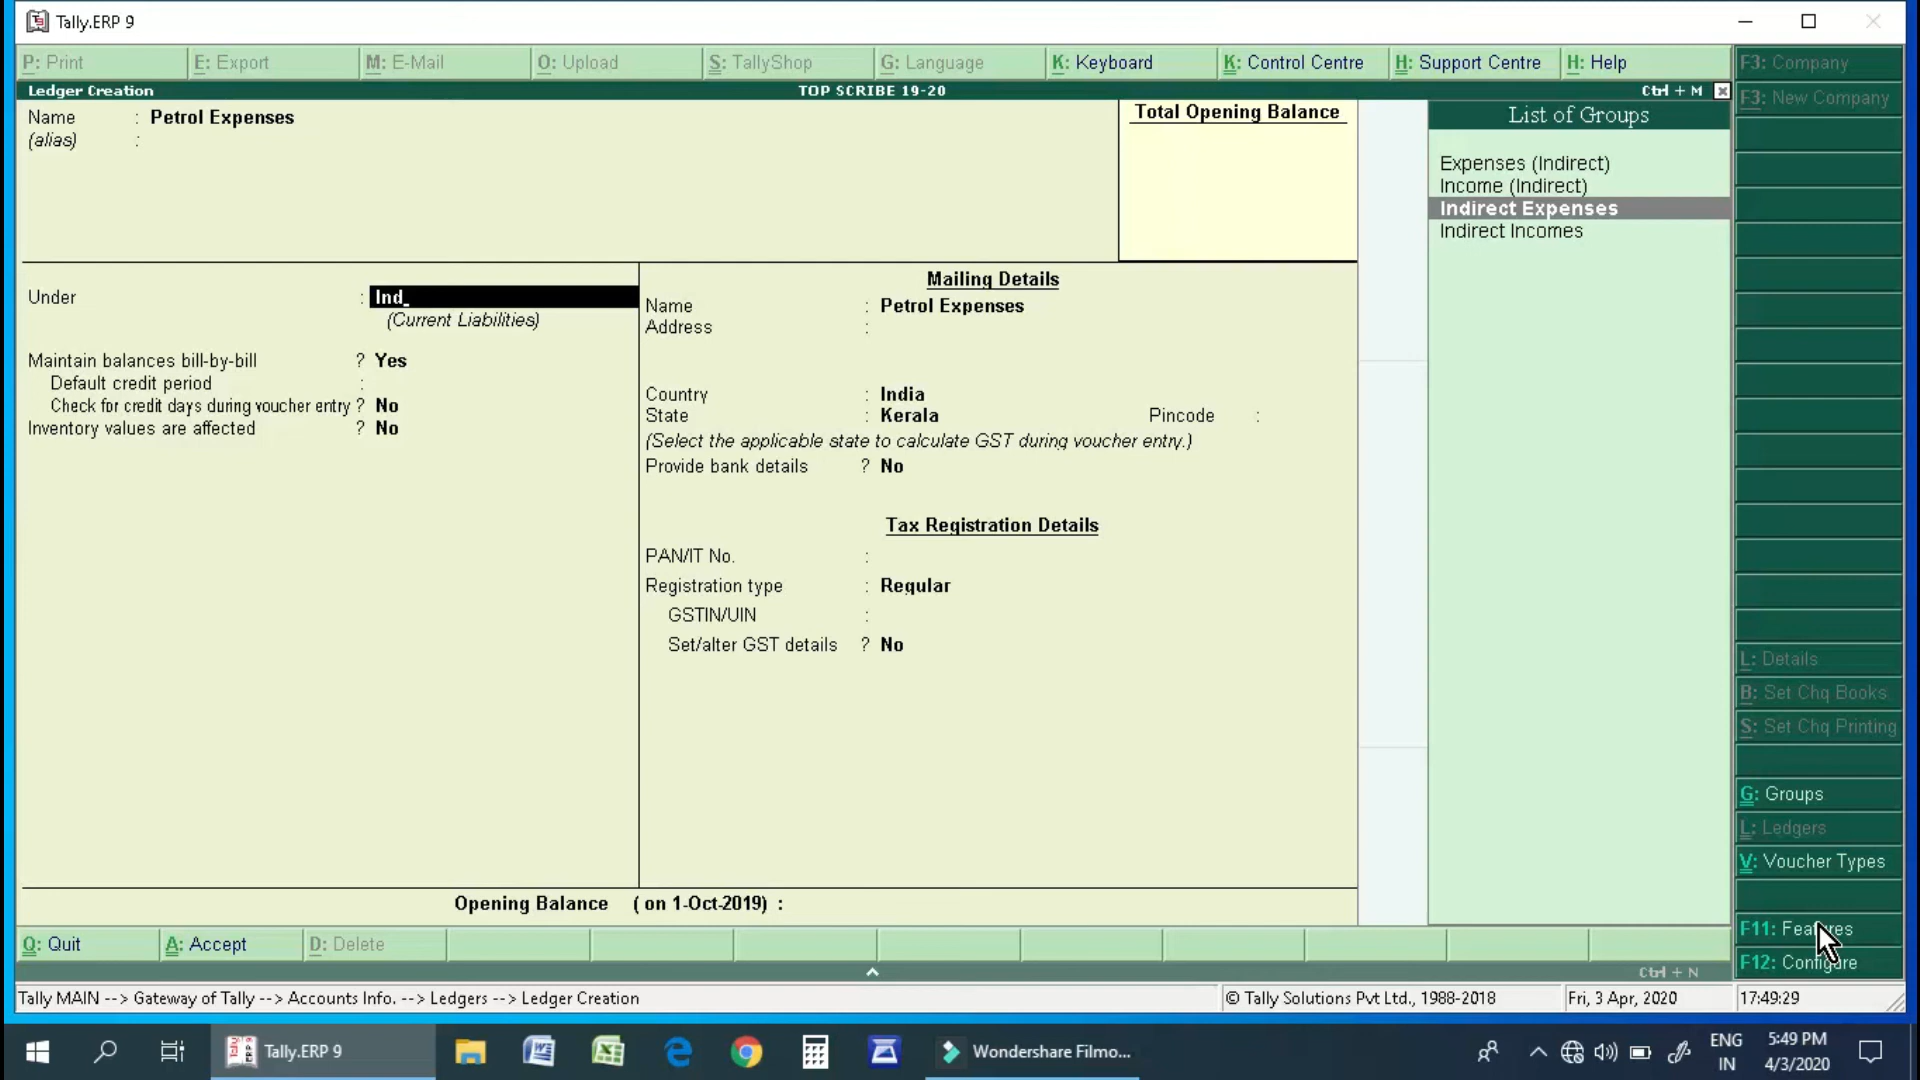 Tally.ERP 9
P: Print E: Export M: E-Mail O: Upload S: TallyShop G: Language K: Keyboard K: Control Centre H: Support Centre H: Help F3: Company
Ledger Creation TOP SCRIBE 19-20 Ctrl + M F3: New Company
Name : Petrol Expenses
(alias) :
Total Opening Balance
List of Groups
Expenses (Indirect)
Income (Indirect)
Indirect Expenses
Indirect Incomes
Under : Ind_
(Current Liabilities)
Maintain balances bill-by-bill ? Yes
Default credit period :
Check for credit days during voucher entry ? No
Inventory values are affected ? No
Mailing Details
Name : Petrol Expenses
Address :
Country : India
State : Kerala Pincode :
(Select the applicable state to calculate GST during voucher entry.)
Provide bank details ? No
Tax Registration Details
PAN/IT No. :
Registration type : Regular
GSTIN/UIN :
Set/alter GST details ? No
L: Details
B: Set Chq Books
S: Set Chq Printing
G: Groups
L: Ledgers
V: Voucher Types
F11: Features
F12: Configure
Opening Balance ( on 1-Oct-2019) :
Q: Quit A: Accept D: Delete
Ctrl + N
Tally MAIN --> Gateway of Tally --> Accounts Info. --> Ledgers --> Ledger Creation © Tally Solutions Pvt Ltd., 1988-2018 Fri, 3 Apr, 2020 17:49:29
Tally.ERP 9 Wondershare Filmo... ENG 5:49 PM
IN 4/3/2020